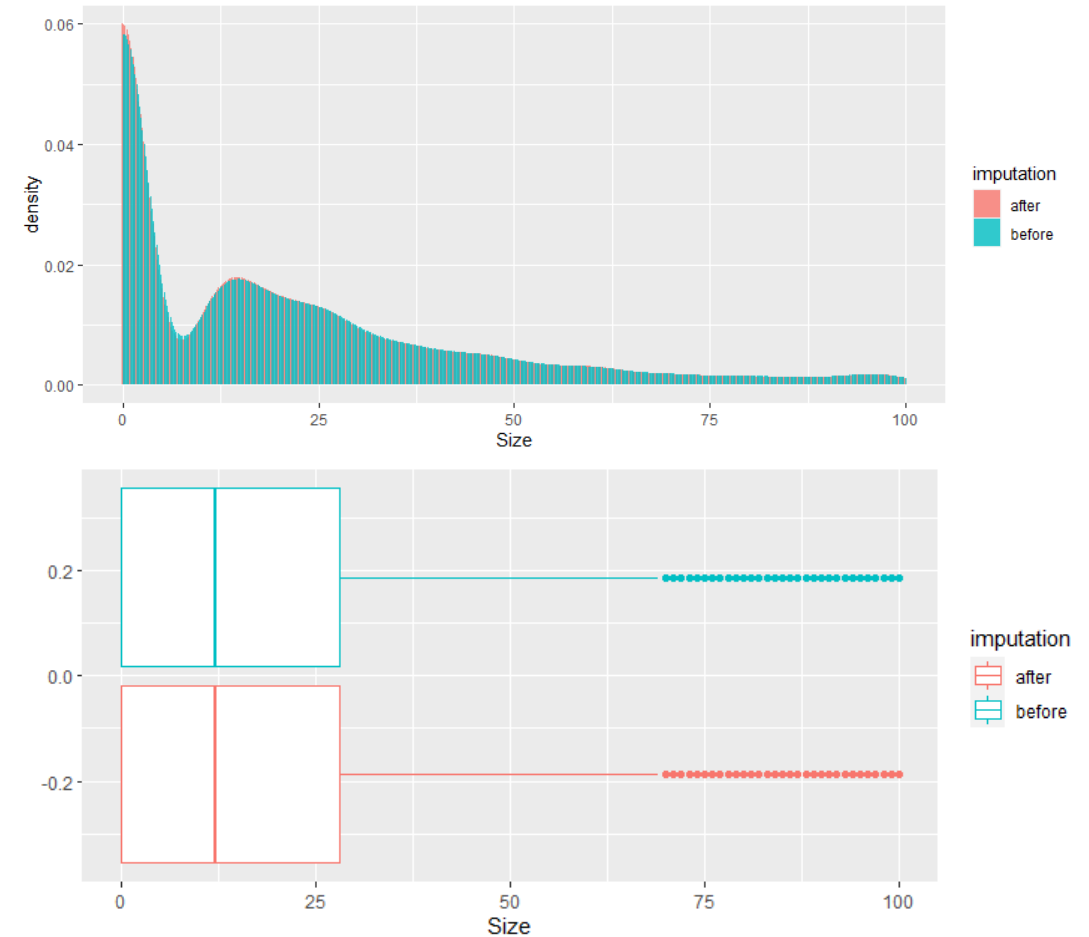 0.06
0.04
0.02
0.00
density
0 25 50 75 100
Size
imputation
after
before
0.2
0.0
-0.2
0 25 50 75 100
Size
imputation
after
before